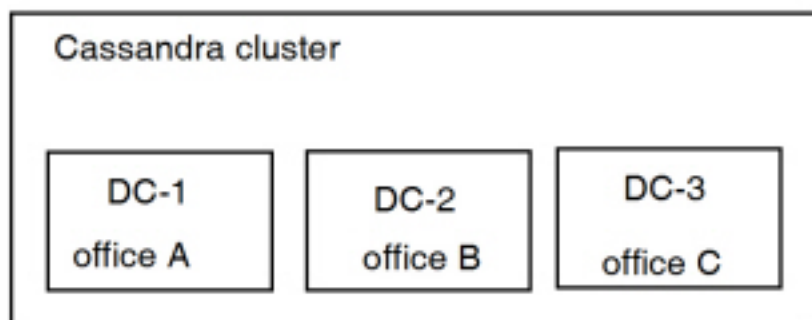 Cassandra cluster
DC-1
office A
DC-2
office B
DC-3
office C